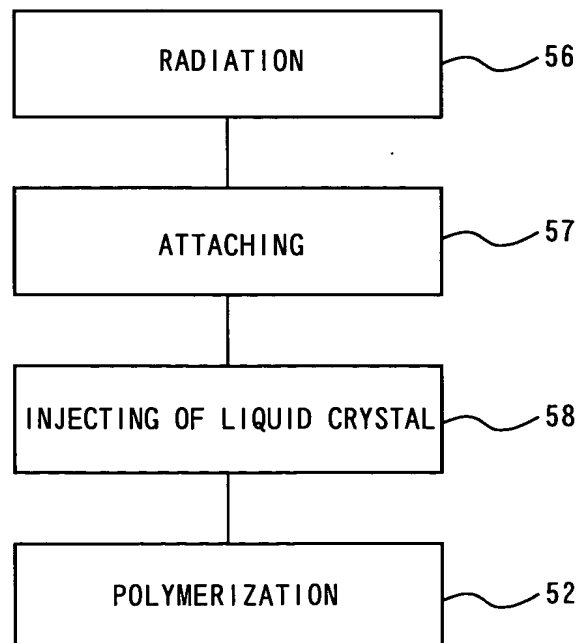 RADIATION 56
ATTACHING 57
INJECTING OF LIQUID CRYSTAL 58
POLYMERIZATION 52